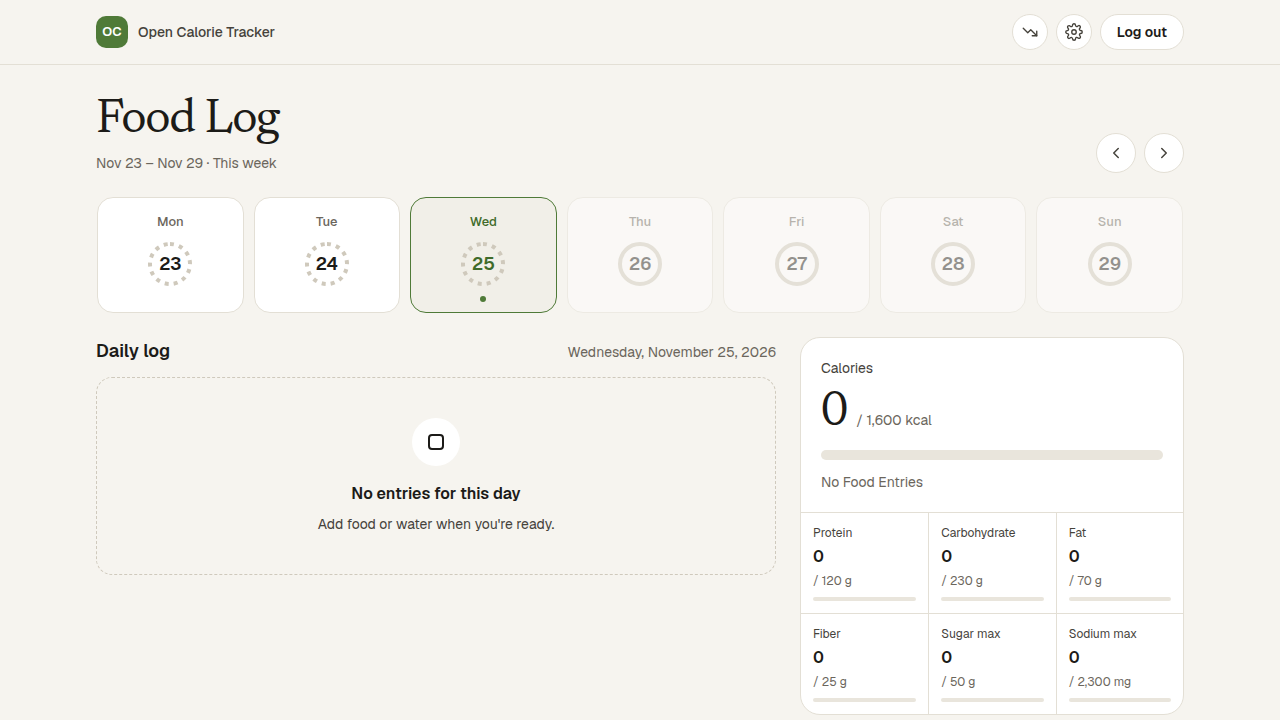 OC Open Calorie Tracker
Log out
Food Log
Nov 23 – Nov 29 · This week
Mon Tue Wed Thu Fri Sat Sun
23 24 25 26 27 28 29
Daily log
Wednesday, November 25, 2026
No entries for this day
Add food or water when you're ready.
Calories
0 / 1,600 kcal
No Food Entries
Protein Carbohydrate Fat
0 0 0
/ 120 g / 230 g / 70 g
Fiber Sugar max Sodium max
0 0 0
/ 25 g / 50 g / 2,300 mg